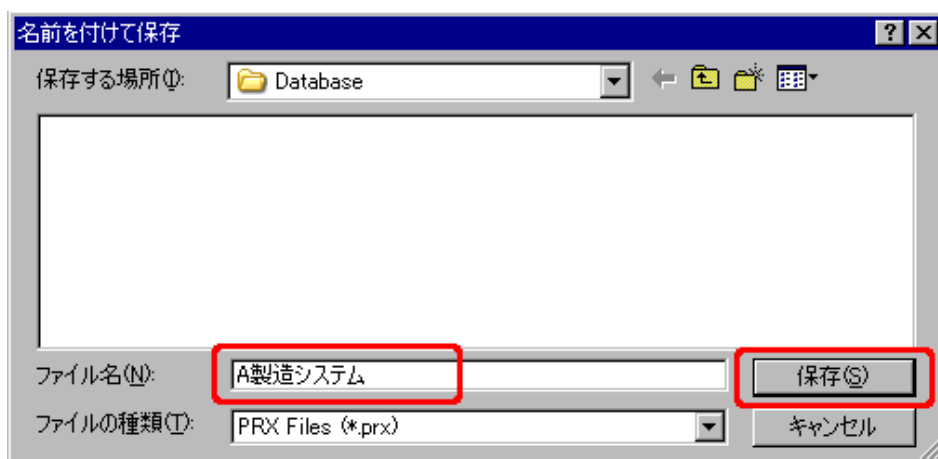 名前を付けて保存
保存する場所(I): Database
ファイル名(N): A製造システム 保存(S)
ファイルの種類(T): PRX Files (*.prx) キャンセル